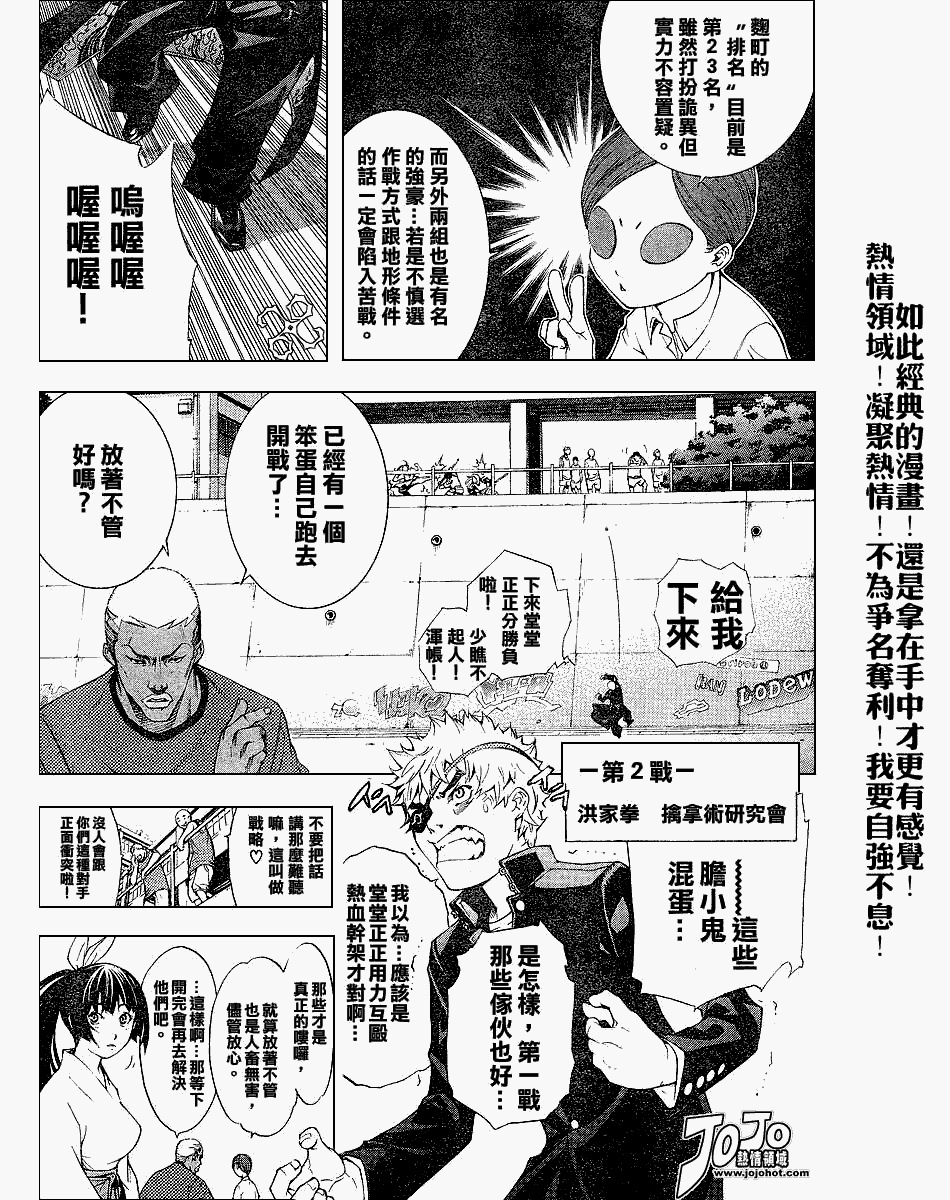 麴町的
"排名"目前是
第23名，
雖然打扮詭異但
實力不容置疑。
而另外兩組也是有名
的強豪…若是不慎選
作戰方式跟地形條件
的話一定會陷入苦戰。
嗚喔喔
喔喔喔！
已經有一個
笨蛋自己跑去
開戰了…
放著不管
好嗎？
給我
下來
下來堂堂
正正分勝負
啦！
少瞧不
起人！
渾帳！
LODEW
－第2戰－
洪家拳　擒拿術研究會
這些
膽小鬼
混蛋…
是怎樣，第一戰
那些傢伙也好…
我以為…應該是
堂堂正正用力互毆
熱血幹架才對啊…
不要把話
講那麼難聽
嘛，這叫做
戰略♡
沒人會跟
你們這種對手
正面衝突啦！
那些才是
真正的嘍囉，
就算放著不管
也是人畜無害，
儘管放心。
…這樣啊…那等下
開完會再去解決
他們吧。
如此經典的漫畫！還是拿在手中才更有感覺！
熱情領域！凝聚熱情！不為爭名奪利！我要自強不息！
JOJO
熱情領域
www.jojohot.com